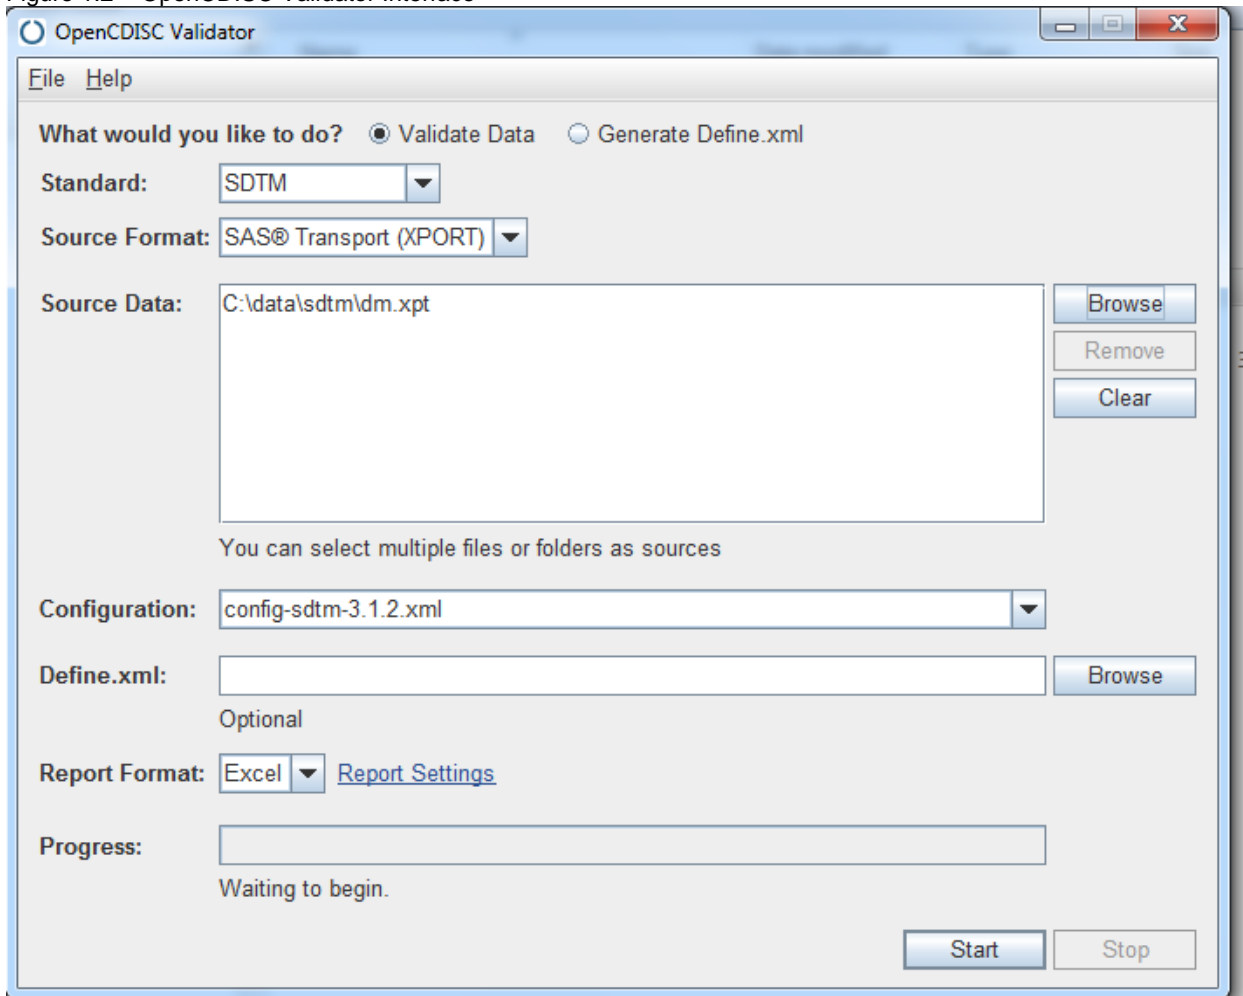 OpenCDISC Validator
File Help
What would you like to do? Validate Data Generate Define.xml
Standard: SDTM
Source Format: SAS® Transport (XPORT)
Source Data: C:\data\sdtm\dm.xpt Browse
Remove
Clear
You can select multiple files or folders as sources
Configuration: config-sdtm-3.1.2.xml
Define.xml: Browse
Optional
Report Format: Excel Report Settings
Progress:
Waiting to begin.
Start Stop